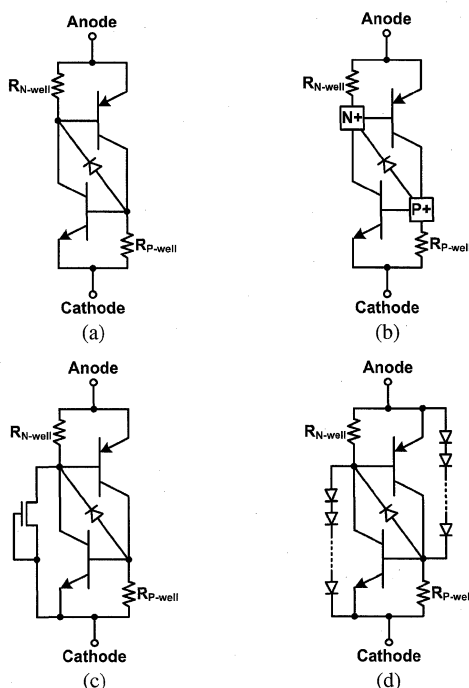 Anode
R_N-well
R_P-well
Cathode
(a)
Anode
R_N-well
N+
P+
R_P-wel
Cathode
(b)
Anode
R_N-well
R_P-well
Cathode
(c)
Anode
R_N-well
R_P-wel
Cathode
(d)